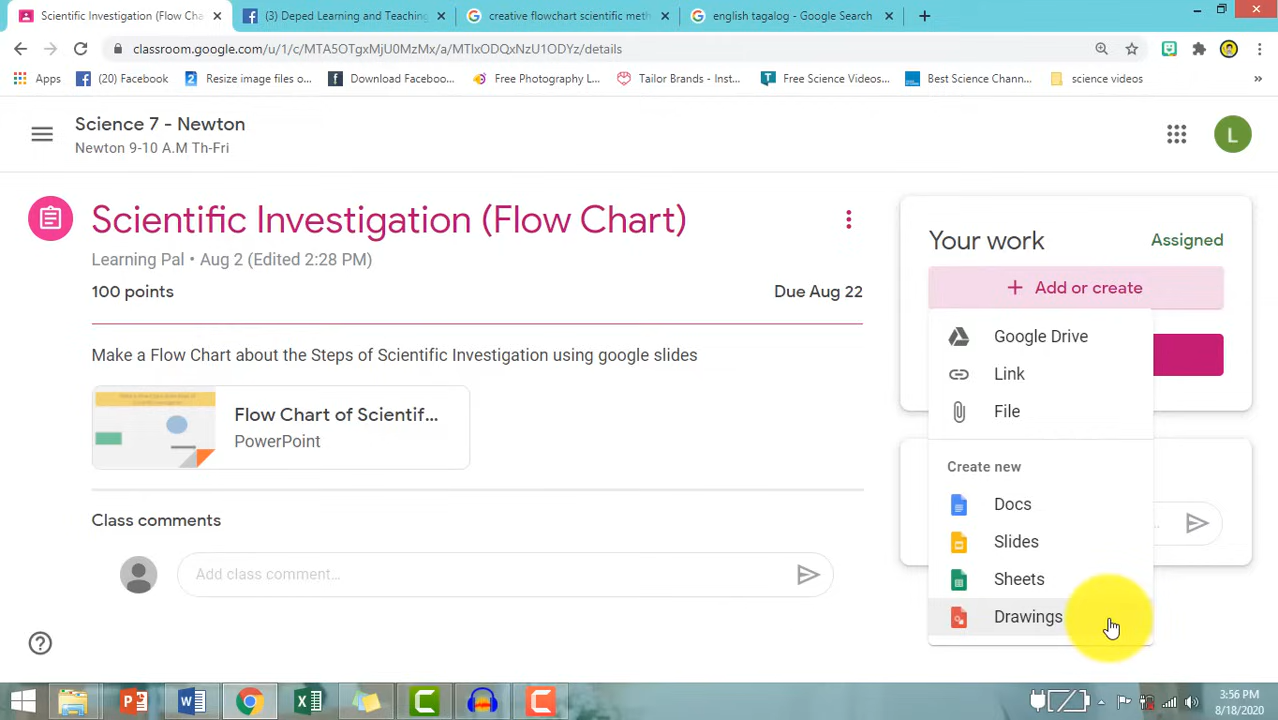 Scientific Investigation (Flow Cha
(3) Deped Learning and Teaching
creative flowchart scientific meth
english tagalog - Google Search
classroom.google.com/u/1/c/MTA5OTgxMjU0MzMx/a/MTIxODQxNzU1ODYz/details
Apps
(20) Facebook
Resize image files o...
Download Faceboo...
Free Photography L...
Tailor Brands - Inst...
Free Science Videos...
Best Science Chann...
science videos
Science 7 - Newton
Newton 9-10 A.M Th-Fri
L
Scientific Investigation (Flow Chart)
Learning Pal • Aug 2 (Edited 2:28 PM)
100 points
Due Aug 22
Make a Flow Chart about the Steps of Scientific Investigation using google slides
Flow Chart of Scientif...
PowerPoint
Class comments
Add class comment...
Your work
Assigned
+ Add or create
Google Drive
Link
File
Create new
Docs
Slides
Sheets
Drawings
3:56 PM
8/18/2020